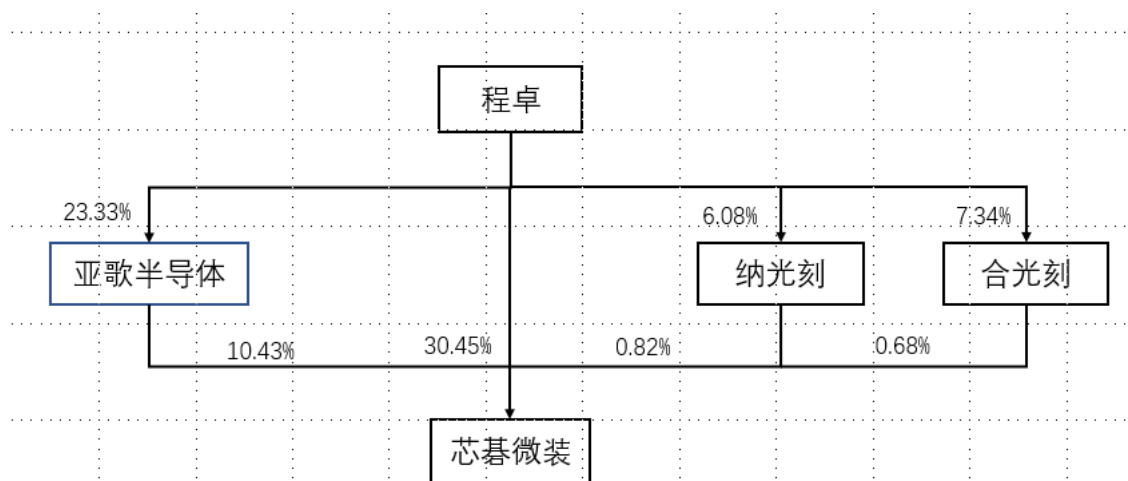 程卓
23.33%
6.08%
7.34%
亚歌半导体
纳光刻
合光刻
10.43%
30.45%
0.82%
0.68%
芯碁微装